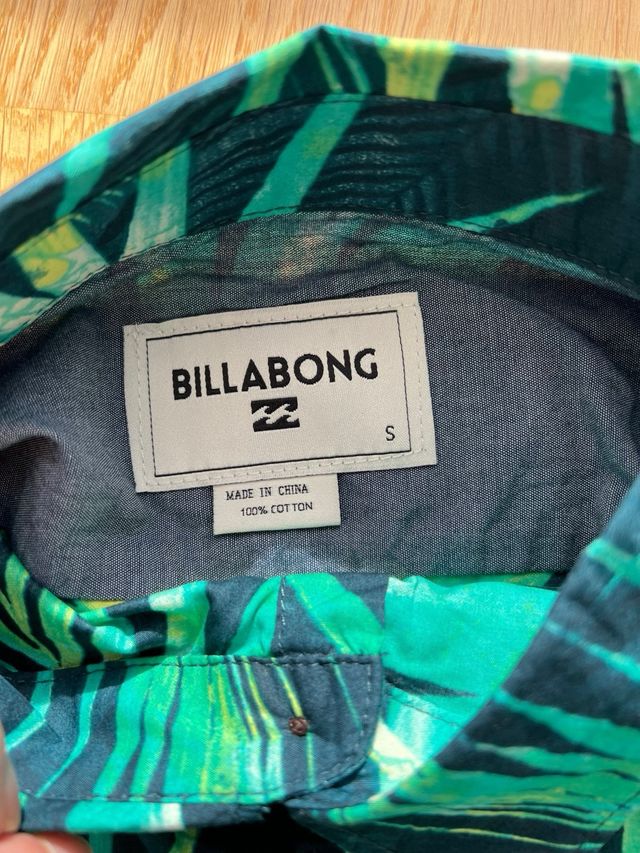 BILLABONG
S
MADE IN CHINA
100% COTTON